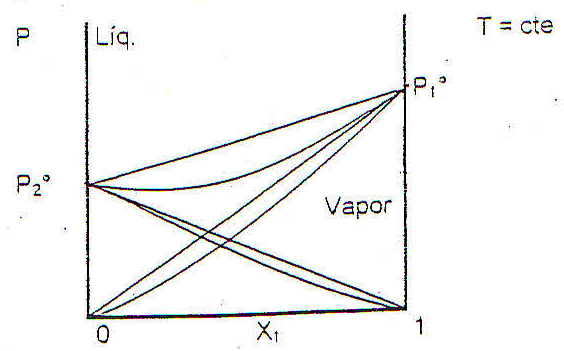 P
Líq.
T = cte
P₁°
P₂°
Vapor
0
X₁
1